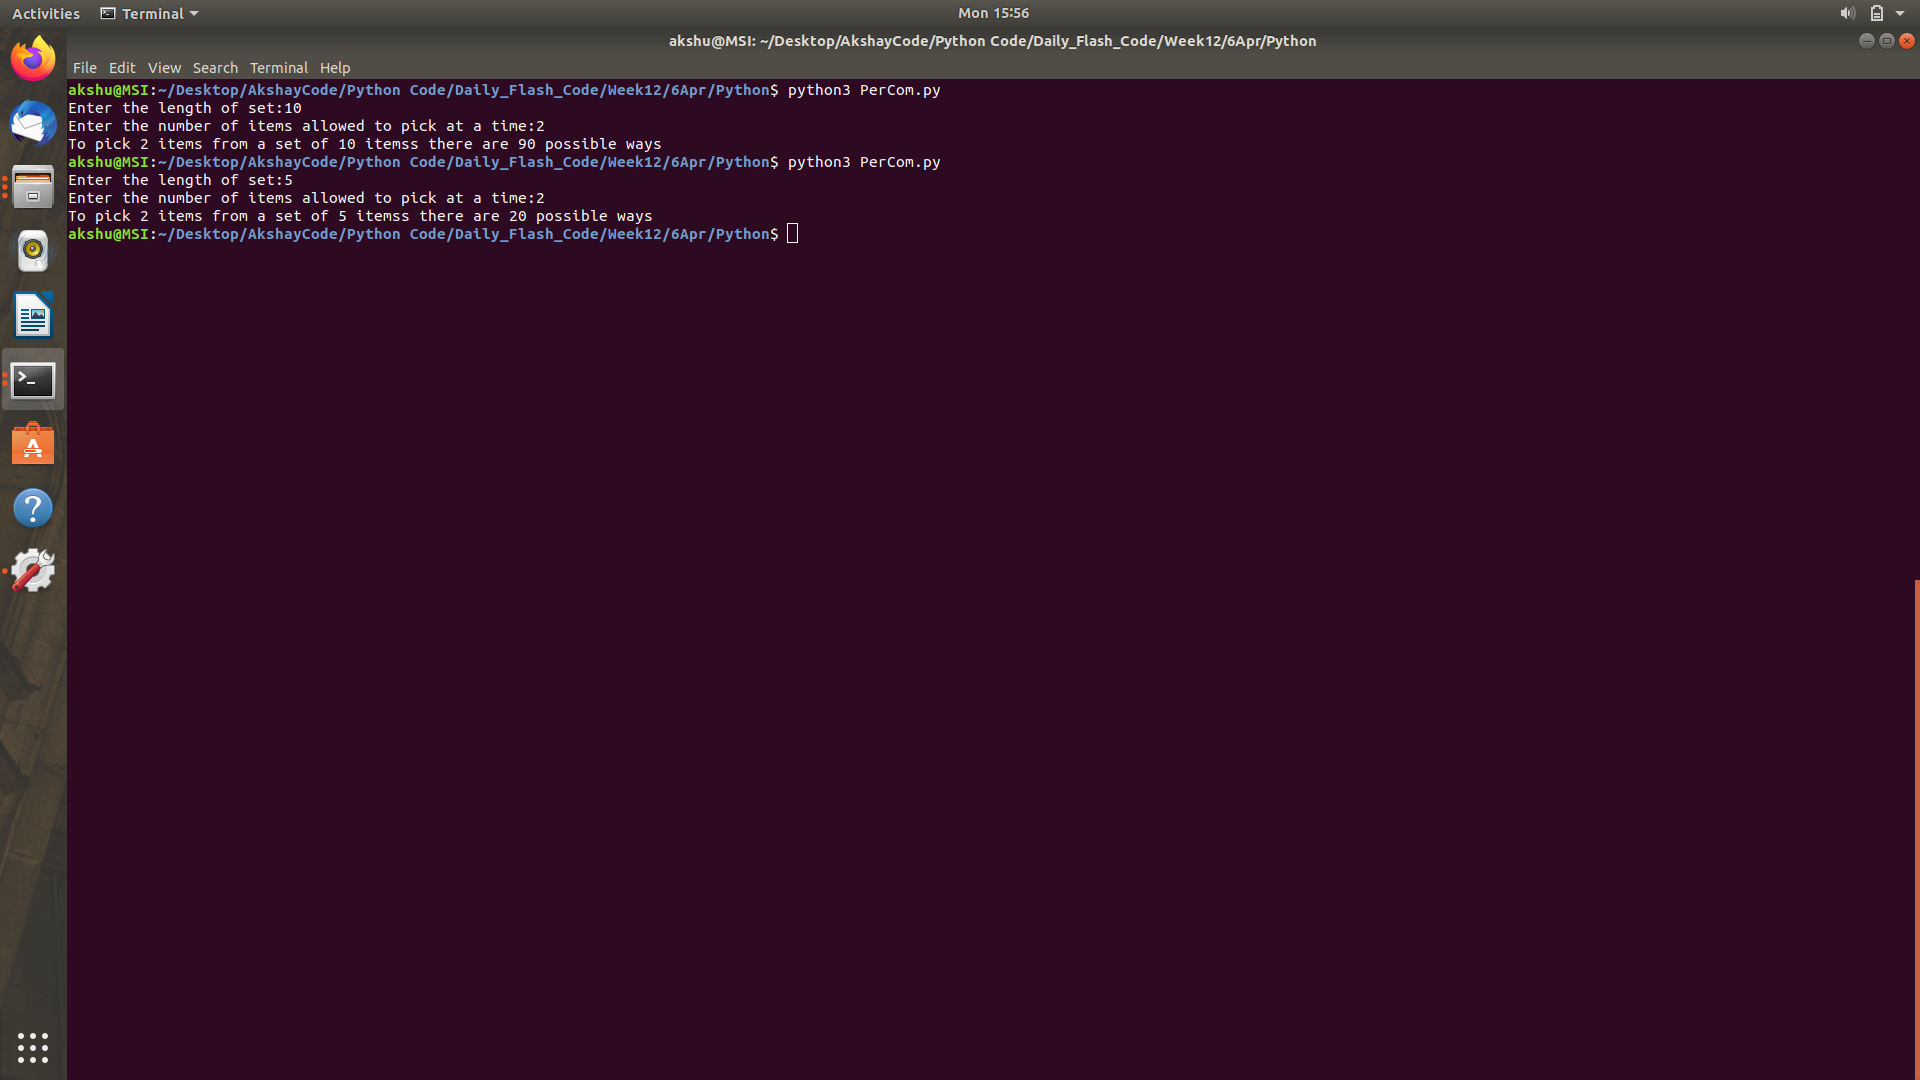 Activities Terminal Mon 15:56
akshu@MSI: ~/Desktop/AkshayCode/Python Code/Daily_Flash_Code/Week12/6Apr/Python
File Edit View Search Terminal Help
akshu@MSI:~/Desktop/AkshayCode/Python Code/Daily_Flash_Code/Week12/6Apr/Python$ python3 PerCom.py
Enter the length of set:10
Enter the number of items allowed to pick at a time:2
To pick 2 items from a set of 10 itemss there are 90 possible ways
akshu@MSI:~/Desktop/AkshayCode/Python Code/Daily_Flash_Code/Week12/6Apr/Python$ python3 PerCom.py
Enter the length of set:5
Enter the number of items allowed to pick at a time:2
To pick 2 items from a set of 5 itemss there are 20 possible ways
akshu@MSI:~/Desktop/AkshayCode/Python Code/Daily_Flash_Code/Week12/6Apr/Python$